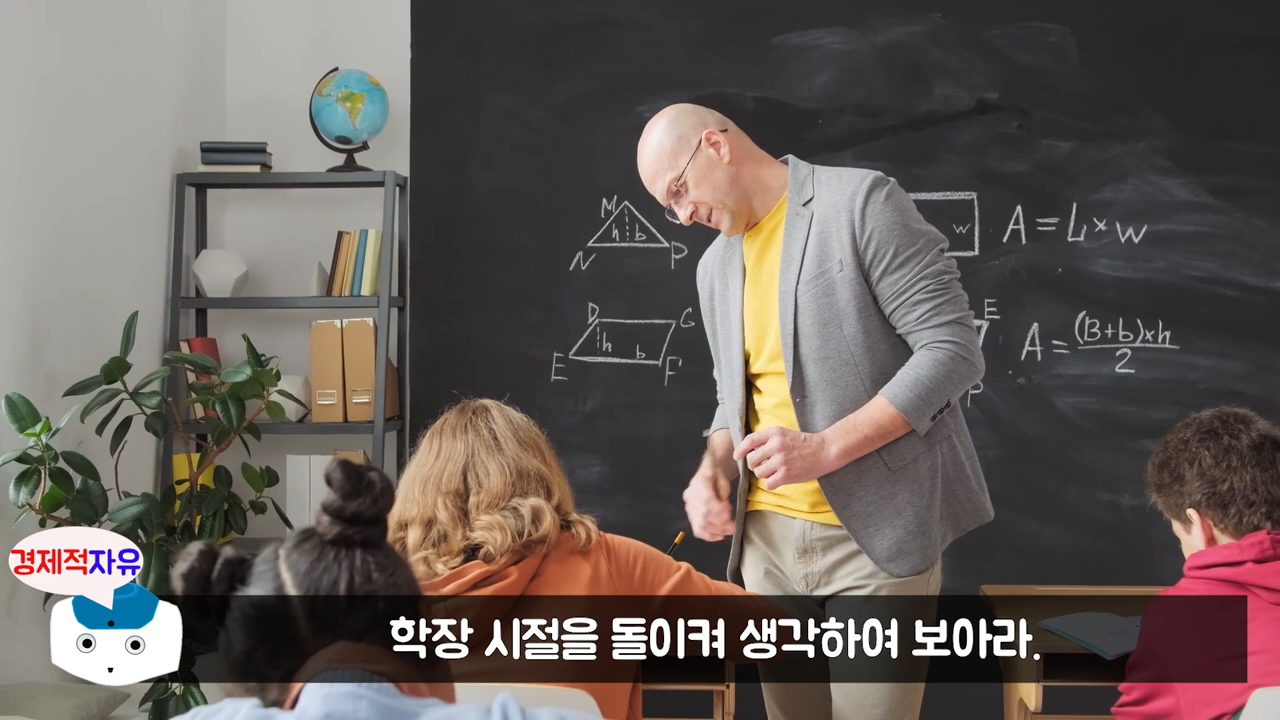 M
h b
N P
w
A = L × w
D G
h
b
E F
E
A = (B+b)×h
2
P
경제적자유
학장 시절을 돌이켜 생각하여 보아라.